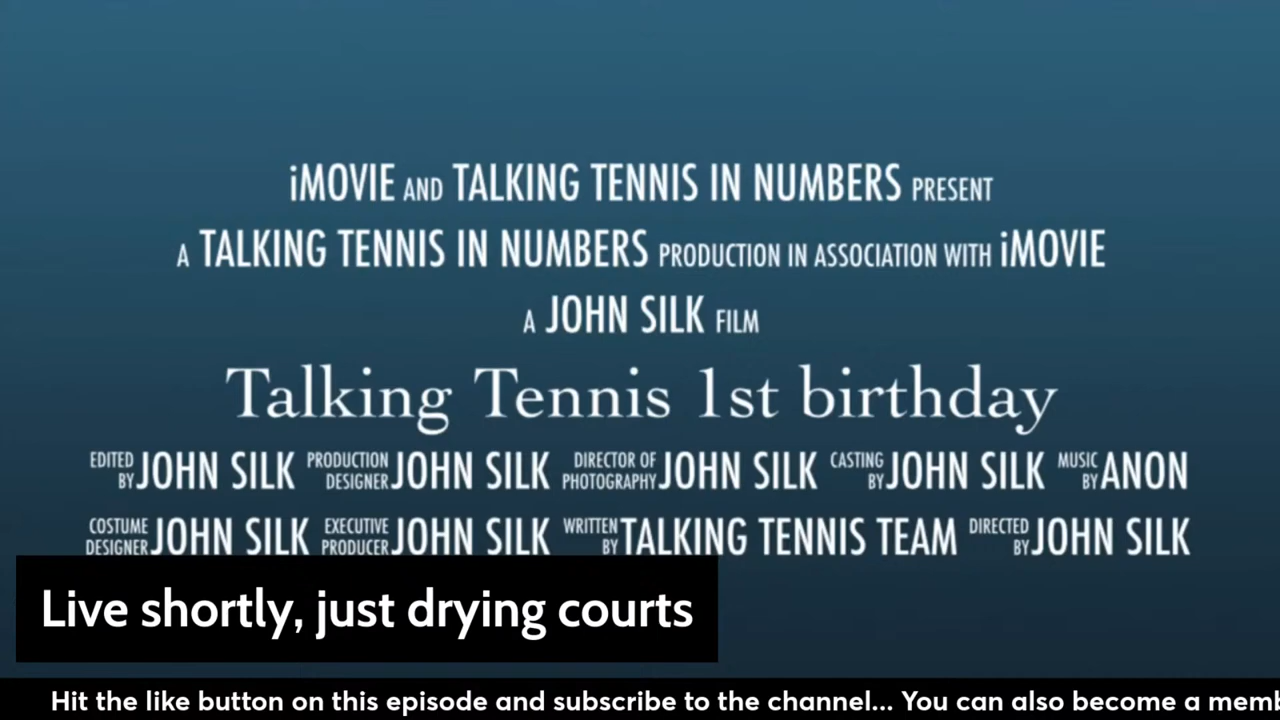 iMOVIE AND TALKING TENNIS IN NUMBERS PRESENT
A TALKING TENNIS IN NUMBERS PRODUCTION IN ASSOCIATION WITH iMOVIE
A JOHN SILK FILM
Talking Tennis 1st birthday
EDITED BY JOHN SILK PRODUCTION DESIGNER JOHN SILK DIRECTOR OF PHOTOGRAPHY JOHN SILK CASTING BY JOHN SILK MUSIC BY ANON
COSTUME DESIGNER JOHN SILK EXECUTIVE PRODUCER JOHN SILK WRITTEN BY TALKING TENNIS TEAM DIRECTED BY JOHN SILK
Live shortly, just drying courts
Hit the like button on this episode and subscribe to the channel... You can also become a